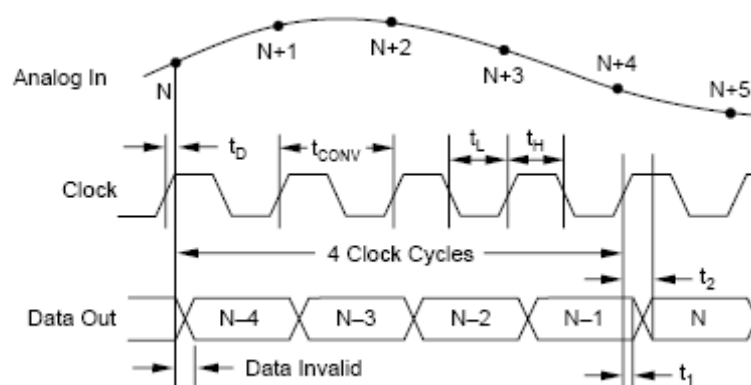 Analog In
N
N+1
N+2
N+3
N+4
N+5
Clock
tD
tCONV
tL
tH
4 Clock Cycles
t2
Data Out
N–4
N–3
N–2
N–1
N
Data Invalid
t1